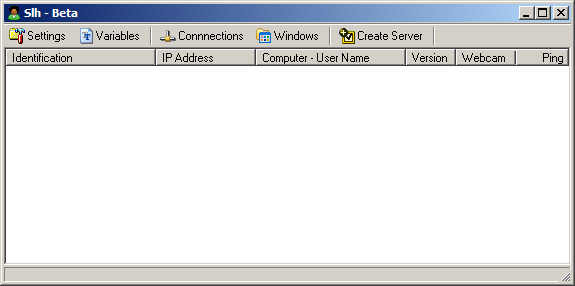 Slh - Beta
Settings Variables Connnections Windows Create Server
Identification IP Address Computer - User Name Version Webcam Ping